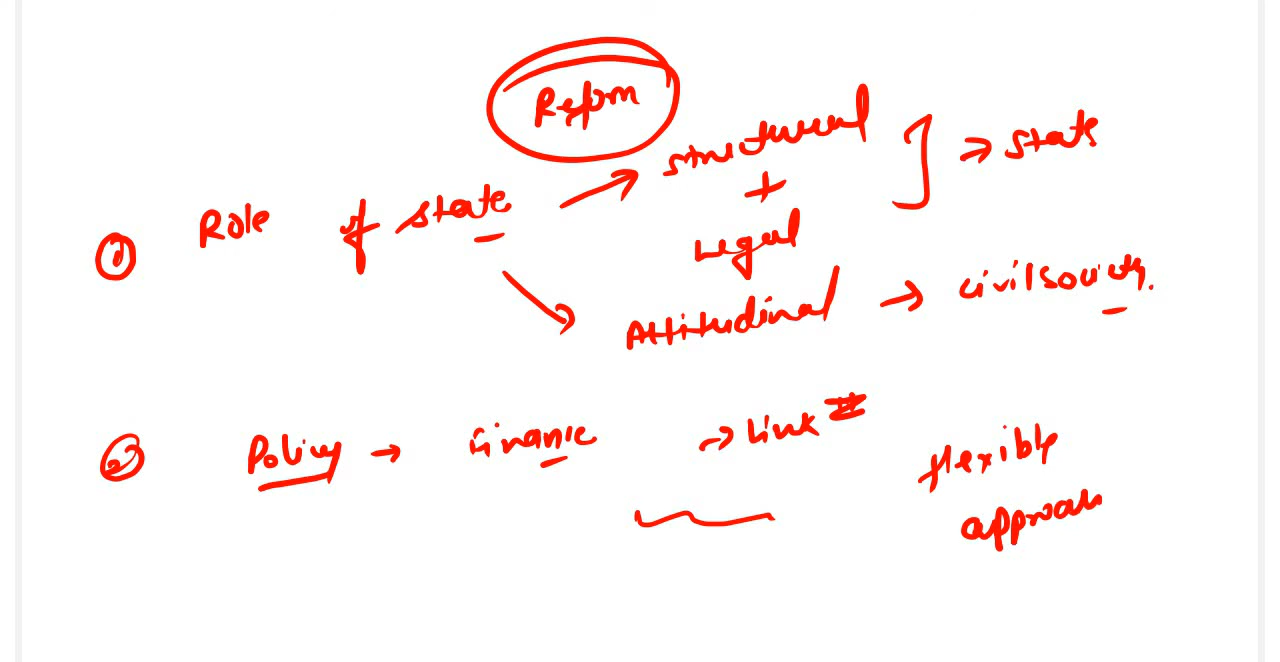 Reform
① Role of state → structural + Legal ] → state
Attitudinal → civil society.
② Policy → Finance → Link
flexible approach